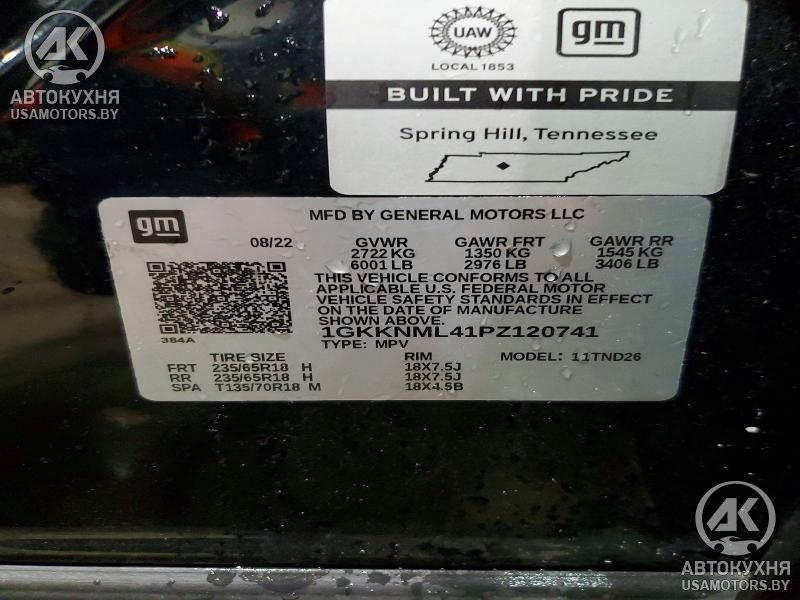 АК
АВТОКУХНЯ
USAMOTORS.BY
UAW
LOCAL 1853
gm
BUILT WITH PRIDE
Spring Hill, Tennessee
gm
MFD BY GENERAL MOTORS LLC
08/22 GVWR GAWR FRT GAWR RR
2722 KG 1350 KG 1545 KG
6001 LB 2976 LB 3406 LB
THIS VEHICLE CONFORMS TO ALL
APPLICABLE U.S. FEDERAL MOTOR
VEHICLE SAFETY STANDARDS IN EFFECT
ON THE DATE OF MANUFACTURE
SHOWN ABOVE.
384A
1GKKNML41PZ120741
TYPE: MPV MODEL: 11TND26
TIRE SIZE RIM
FRT 235/65R18 H 18X7.5J
RR 235/65R18 H 18X7.5J
SPA T135/70R18 M 18X4.5B
АК
АВТОКУХНЯ
USAMOTORS.BY